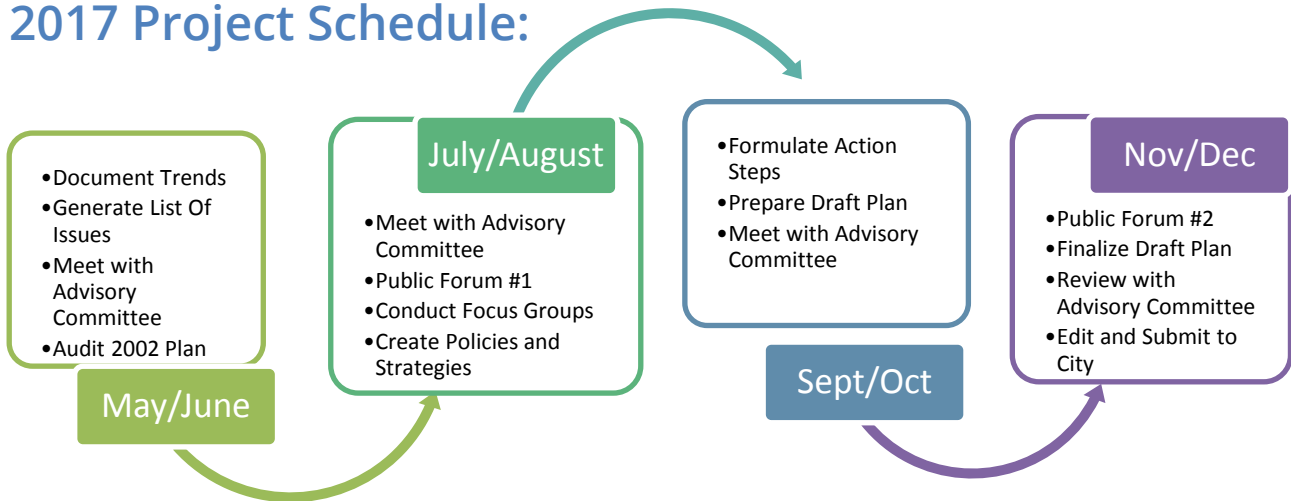 2017 Project Schedule:
•Document Trends
•Generate List Of
Issues
•Meet with
Advisory
Committee
•Audit 2002 Plan
May/June
July/August
•Meet with Advisory
Committee
•Public Forum #1
•Conduct Focus Groups
•Create Policies and
Strategies
•Formulate Action
Steps
•Prepare Draft Plan
•Meet with Advisory
Committee
Sept/Oct
Nov/Dec
•Public Forum #2
•Finalize Draft Plan
•Review with
Advisory Committee
•Edit and Submit to
City